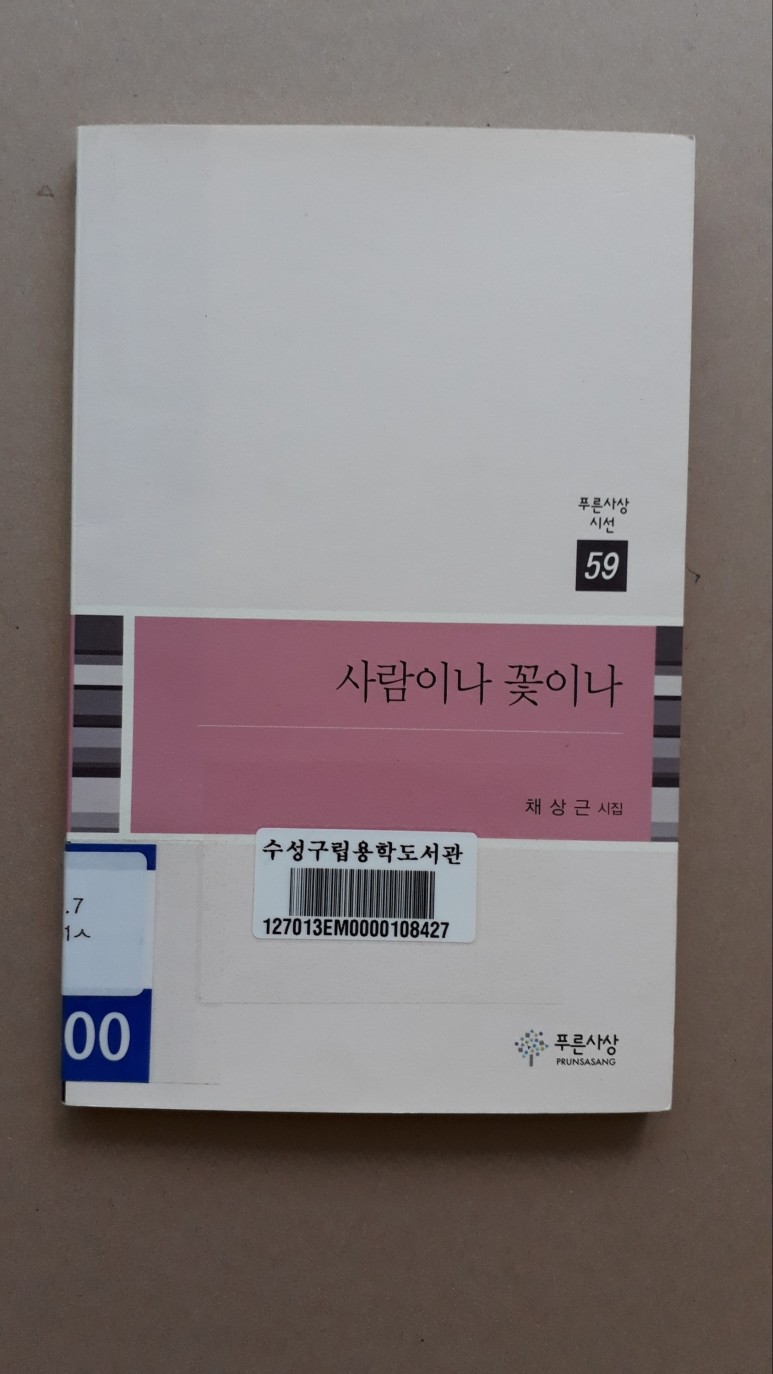 푸른사상
시선
59
사람이나 꽃이나
채상근 시집
수성구립용학도서관
127013EM0000108427
.7
1ㅅ
00
푸른사상
PRUNSASANG